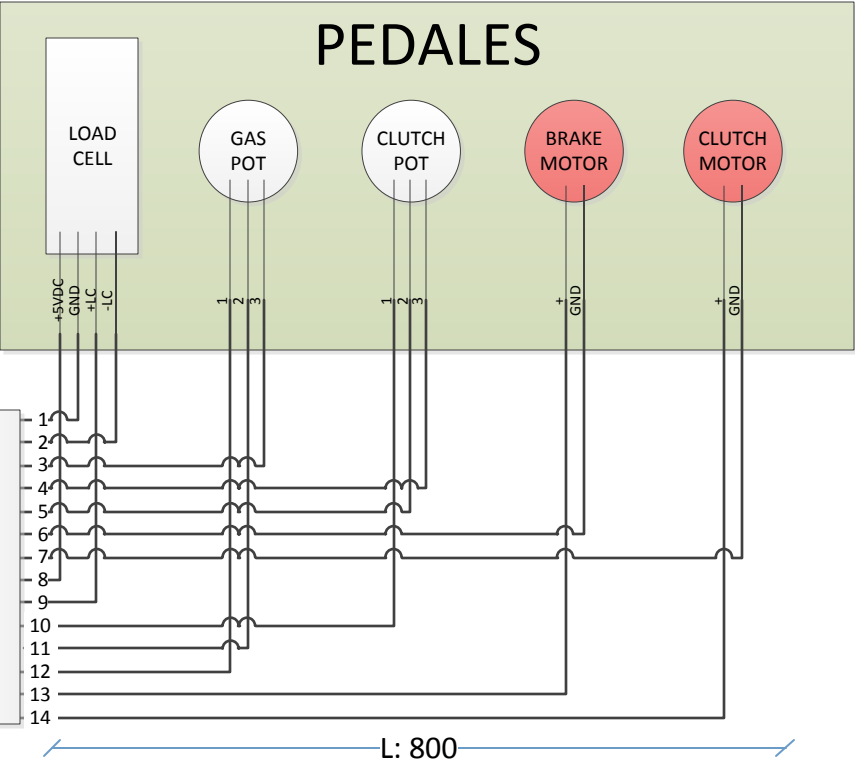 PEDALES
LOAD
CELL
GAS
POT
CLUTCH
POT
BRAKE
MOTOR
CLUTCH
MOTOR
+5VDC
GND
+LC
-LC
1
2
3
1
2
3
+
GND
+
GND
1
2
3
4
5
6
7
8
9
10
11
12
13
14
L: 800